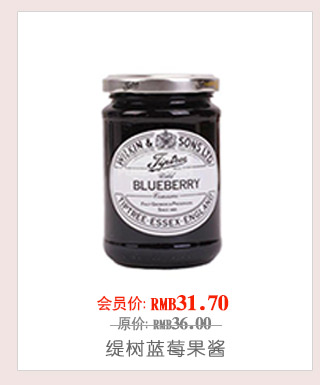 WILKIN & SONS LTD
Tiptree
Wild
BLUEBERRY
TIPTREE·ESSEX·ENGLAND
会员价: RMB31.70
原价: RMB36.00
缇树蓝莓果酱